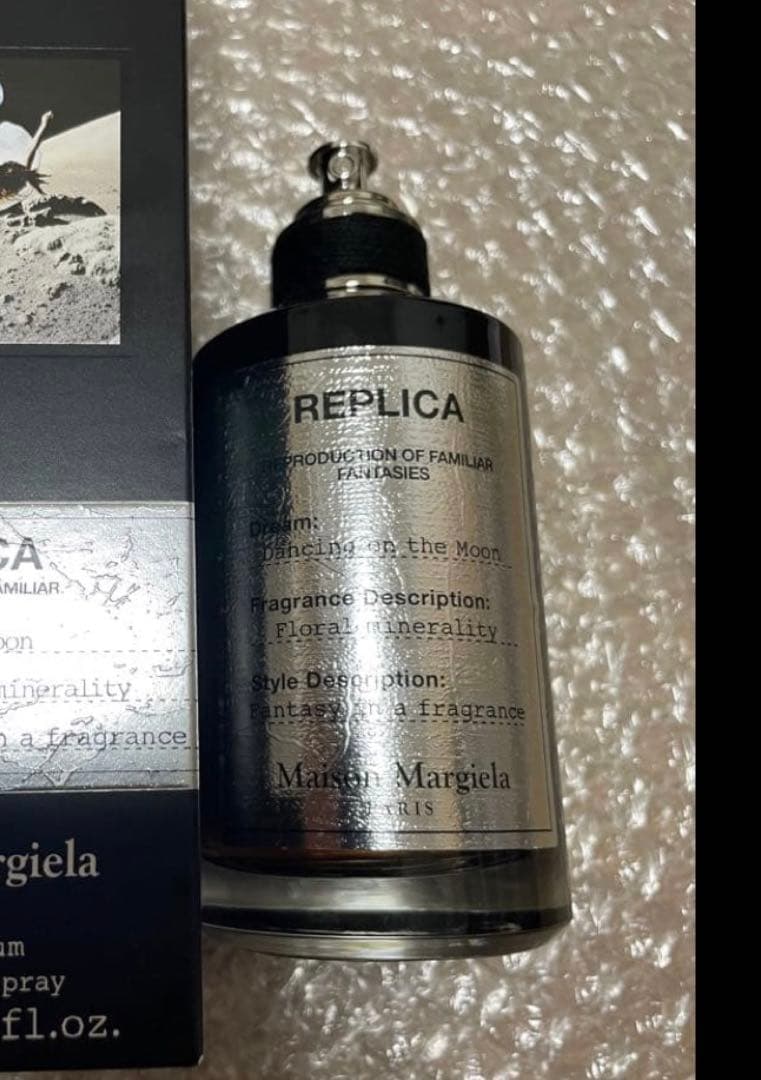 REPLICA
REPRODUCTION OF FAMILIAR
FANTASIES
Dream:
Dancing on the Moon
Fragrance Description:
Floral minerality
Style Description:
Fantasy in a fragrance
Maison Margiela
PARIS
CA
AMILIAR
oon
minerality
n a fragrance
rgiela
um
pray
fl.oz.